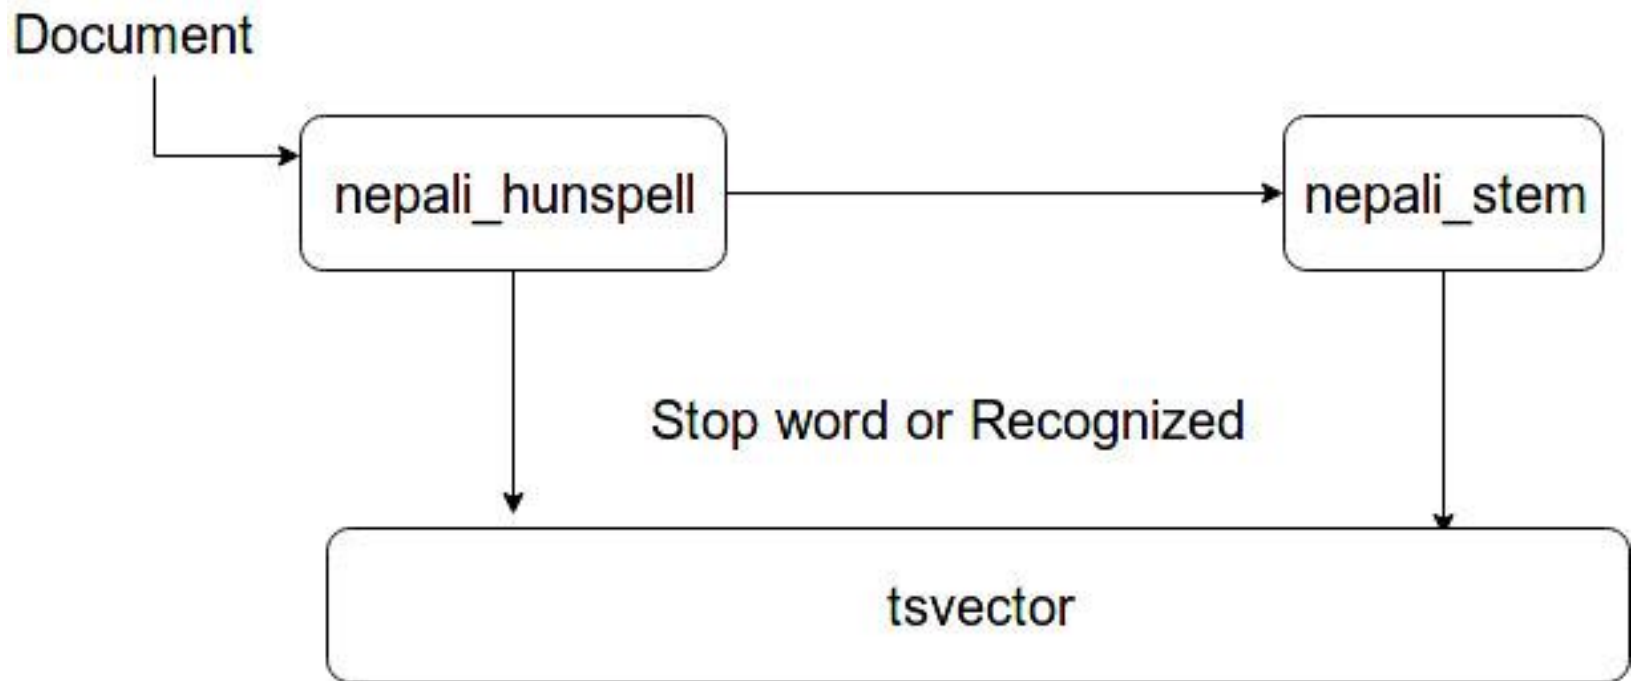 Document
nepali_hunspell
nepali_stem
Stop word or Recognized
tsvector